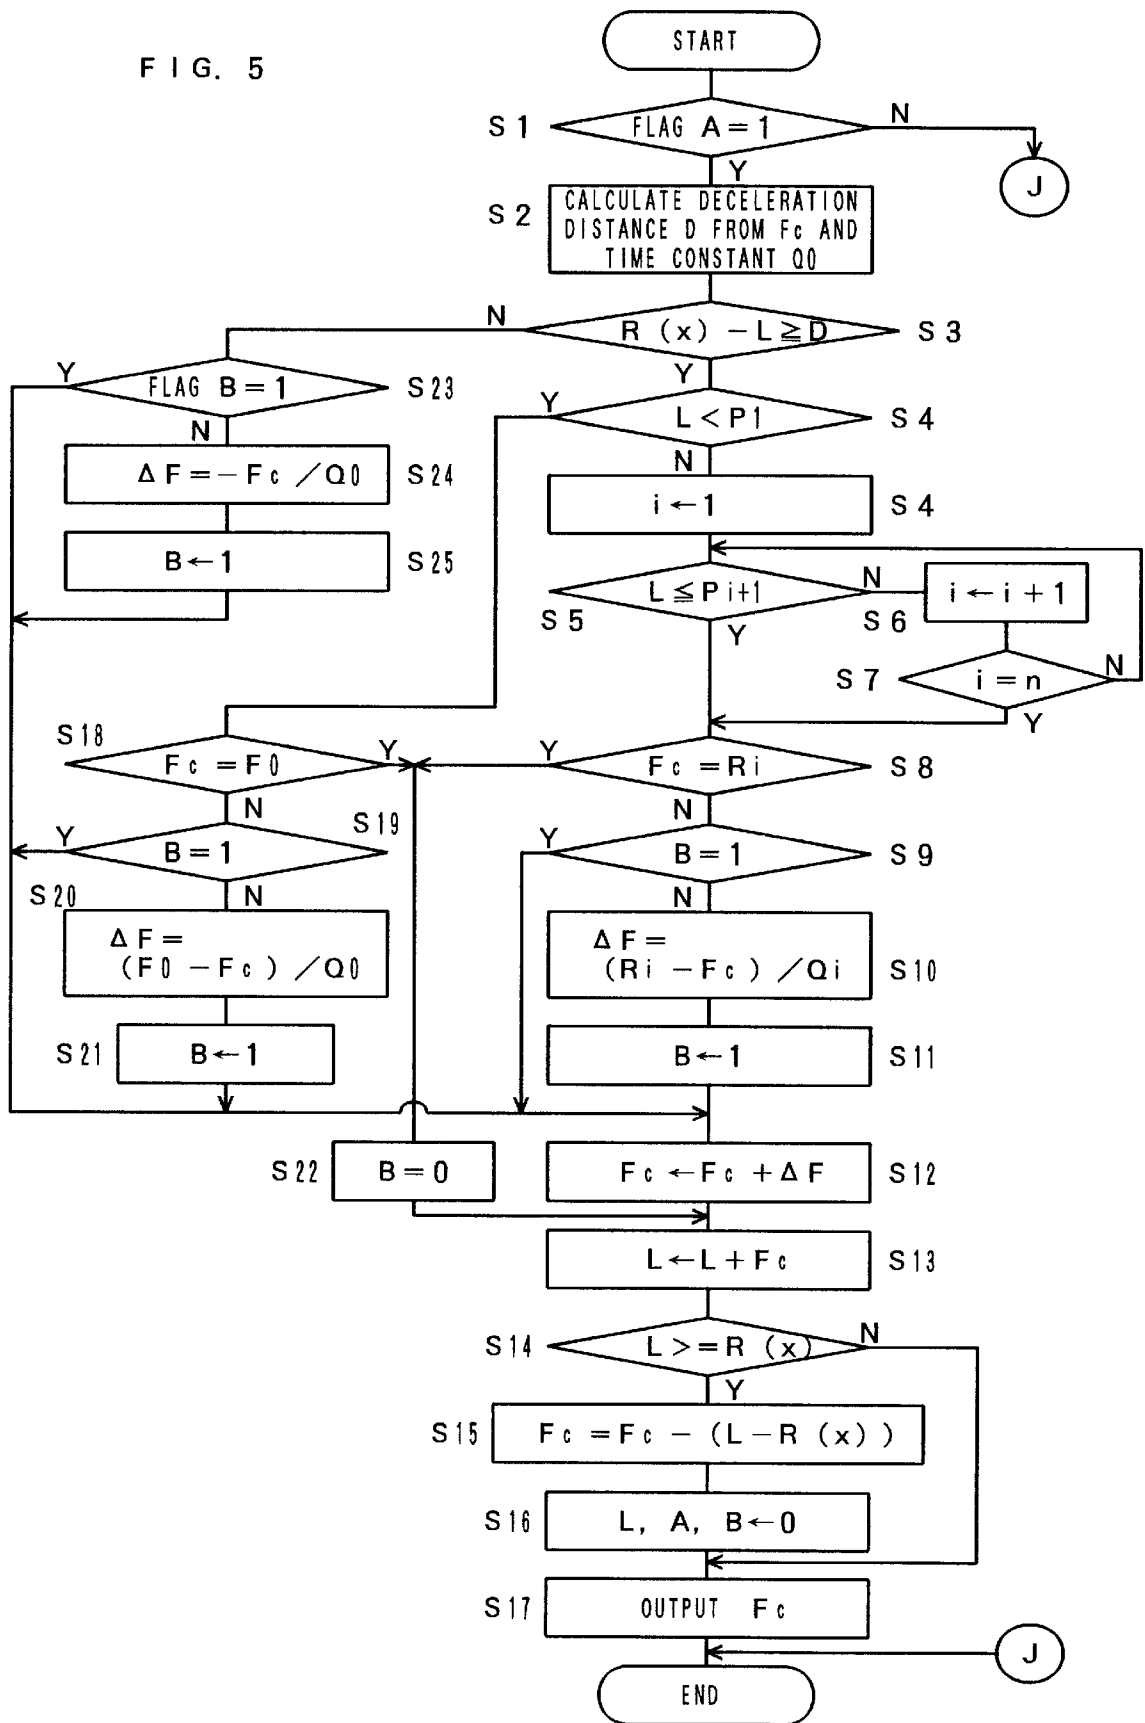 FIG. 5
START
S1
FLAG A=1
N
Y
J
S2
CALCULATE DECELERATION
DISTANCE D FROM Fc AND
TIME CONSTANT Q0
N
R (x) −L≧D
S3
Y
Y
FLAG B=1
S23
N
Y
L<P1
S4
N
ΔF=−Fc／Q0
S24
i←1
S4
B←1
S25
L≦Pi+1
N
S5
Y
S6
i←i+1
S7
i=n
N
Y
S18
Fc=F0
Y
N
Y
Fc=Ri
S8
N
S19
Y
B=1
N
Y
B=1
S9
N
S20
ΔF=
(F0−Fc)／Q0
ΔF=
(Ri−Fc)／Qi
S10
S21
B←1
B←1
S11
S22
B=0
Fc←Fc+ΔF
S12
L←L+Fc
S13
S14
L>=R (x)
N
Y
S15
Fc=Fc−(L−R (x))
S16
L, A, B←0
S17
OUTPUT Fc
J
END